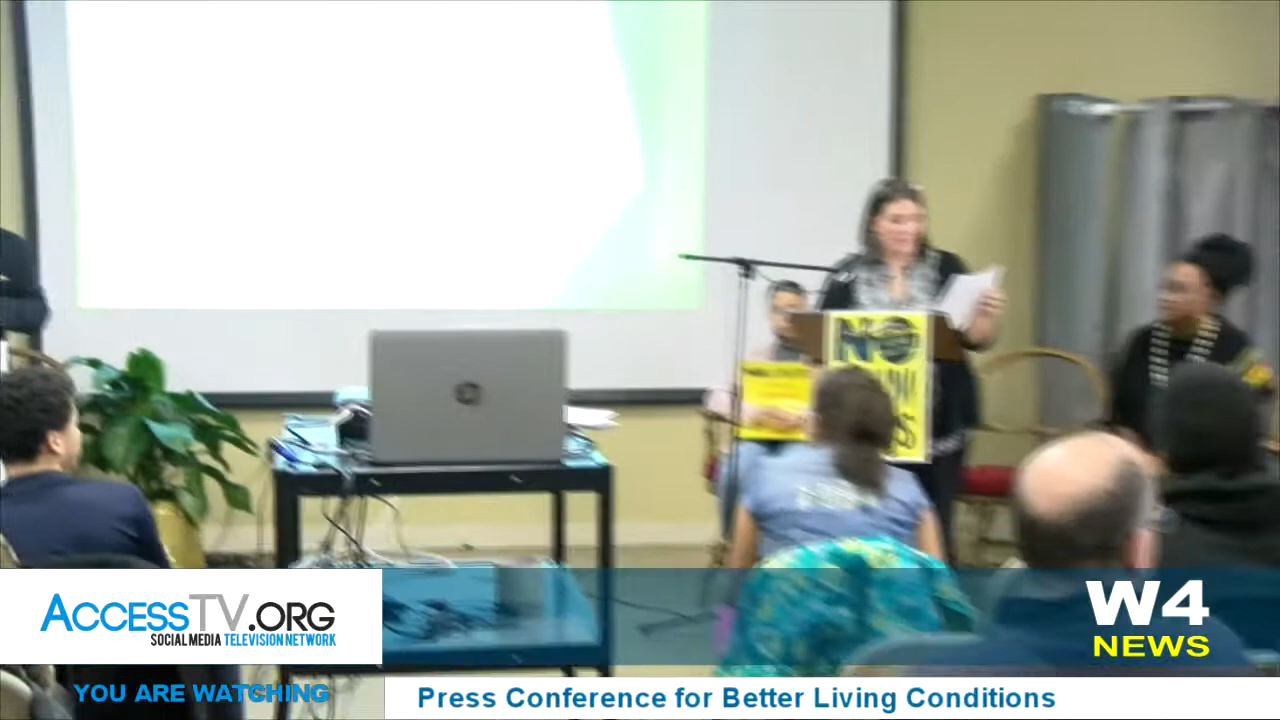 NO
ACCESSTV.ORG
SOCIAL MEDIA TELEVISION NETWORK
W4
NEWS
YOU ARE WATCHING
Press Conference for Better Living Conditions